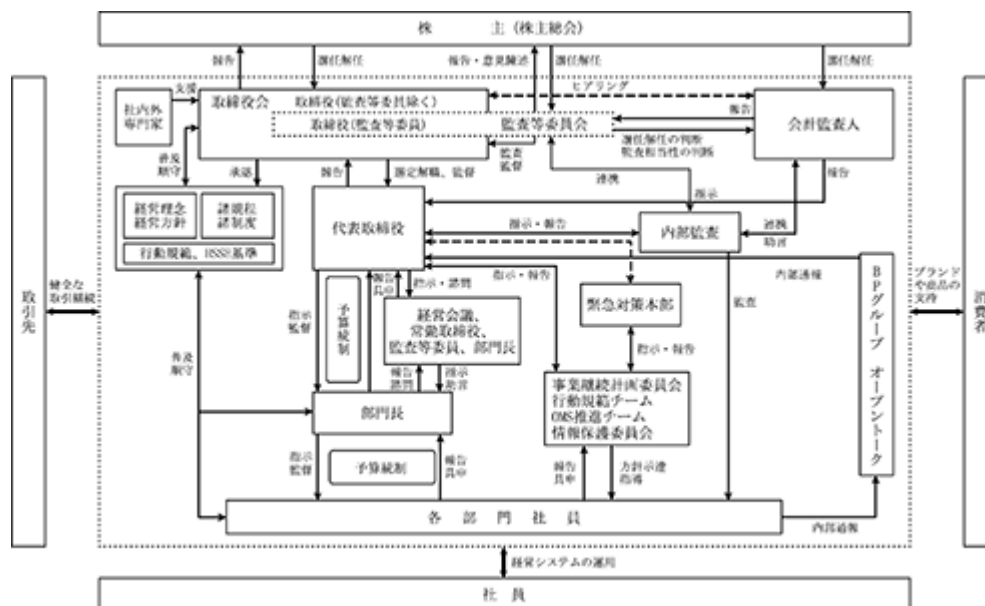 株 主 (株主総会)
報告
選任解任
報告・意見陳述
選任解任
選任解任
支援
ヒアリング
社内外
専門家
取締役会 取締役(監査等委員除く)
取締役(監査等委員) 監査等委員会
報告
会計監査人
選任解任の判断
監査相当性の判断
普及
順守
承認
報告
選定解職、監督
監査
監督
連携
報告
指示
経営理念
経営方針
諸規程
諸制度
行動規範、HSSE基準
代表取締役
指示・報告
内部監査
連携
助言
取引先
健全な
取引継続
指示
監督
予算統制
報告
具申
指示・諮問
指示・報告
内部通報
緊急対策本部
監査
BPグループ オープントーク
ブランド
や商品の
支持
消費者
経営会議、
常勤取締役、
監査等委員、部門長
指示・報告
普及
順守
報告
諮問
指示
助言
部門長
事業継続計画委員会
行動規範チーム
OMS推進チーム
情報保護委員会
指示
監督
予算統制
報告
具申
報告
具申
方針示達
指導
各 部 門 社 員
内部通報
経営システムの運用
社 員